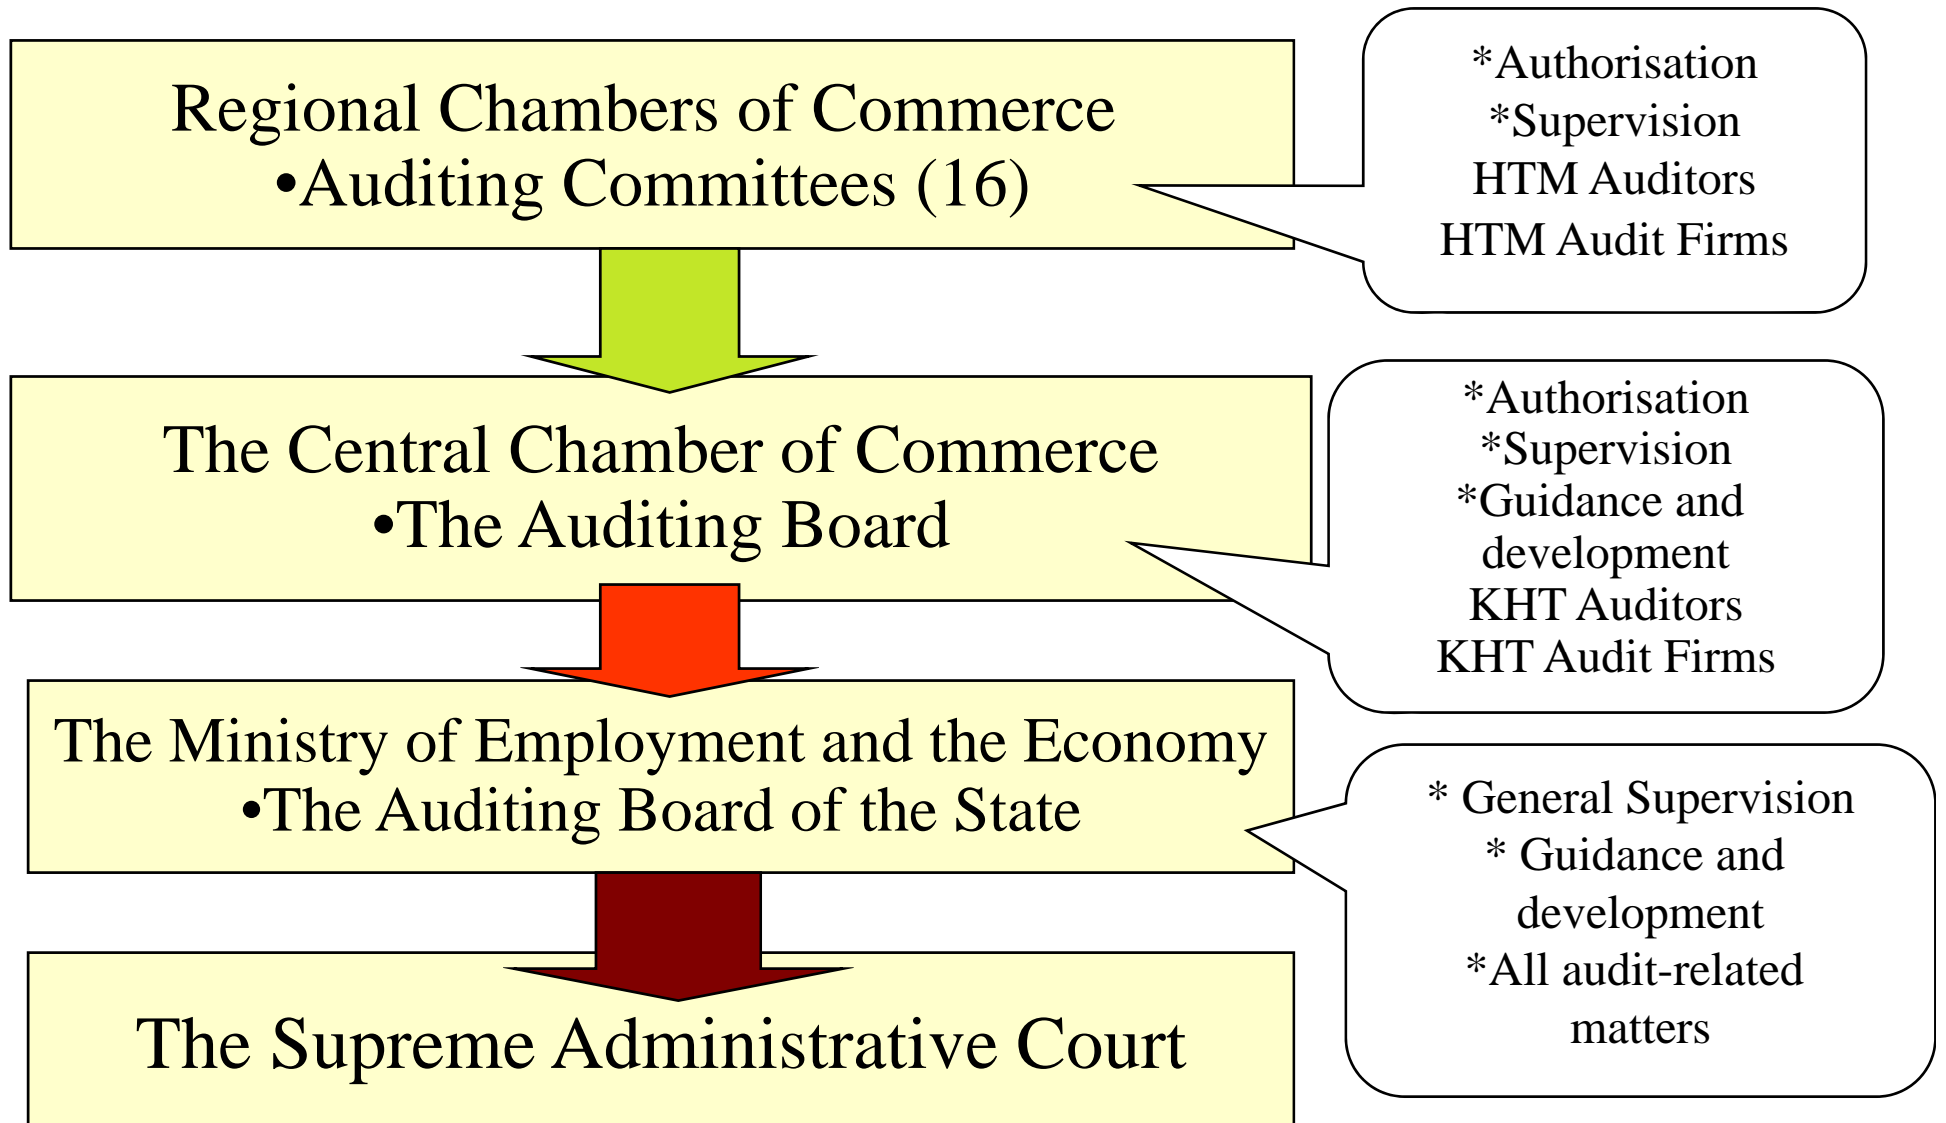 Regional Chambers of Commerce
•Auditing Committees (16)
*Authorisation
*Supervision
HTM Auditors
HTM Audit Firms
The Central Chamber of Commerce
•The Auditing Board
*Authorisation
*Supervision
*Guidance and
development
KHT Auditors
KHT Audit Firms
The Ministry of Employment and the Economy
•The Auditing Board of the State
* General Supervision
* Guidance and
development
*All audit-related
matters
The Supreme Administrative Court